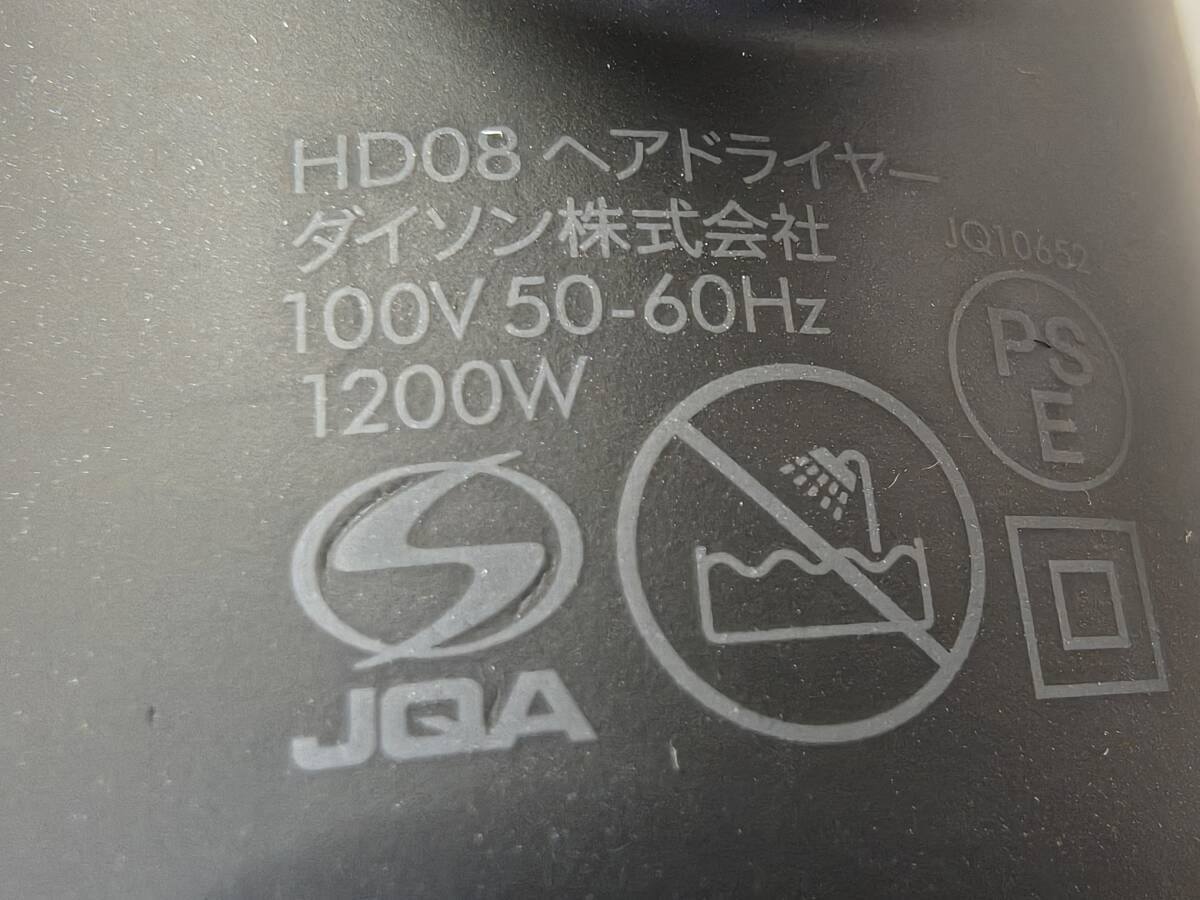 HD08 ヘアドライヤー
ダイソン株式会社
100V 50-60Hz
1200W
JQ10652
PS
E
JQA